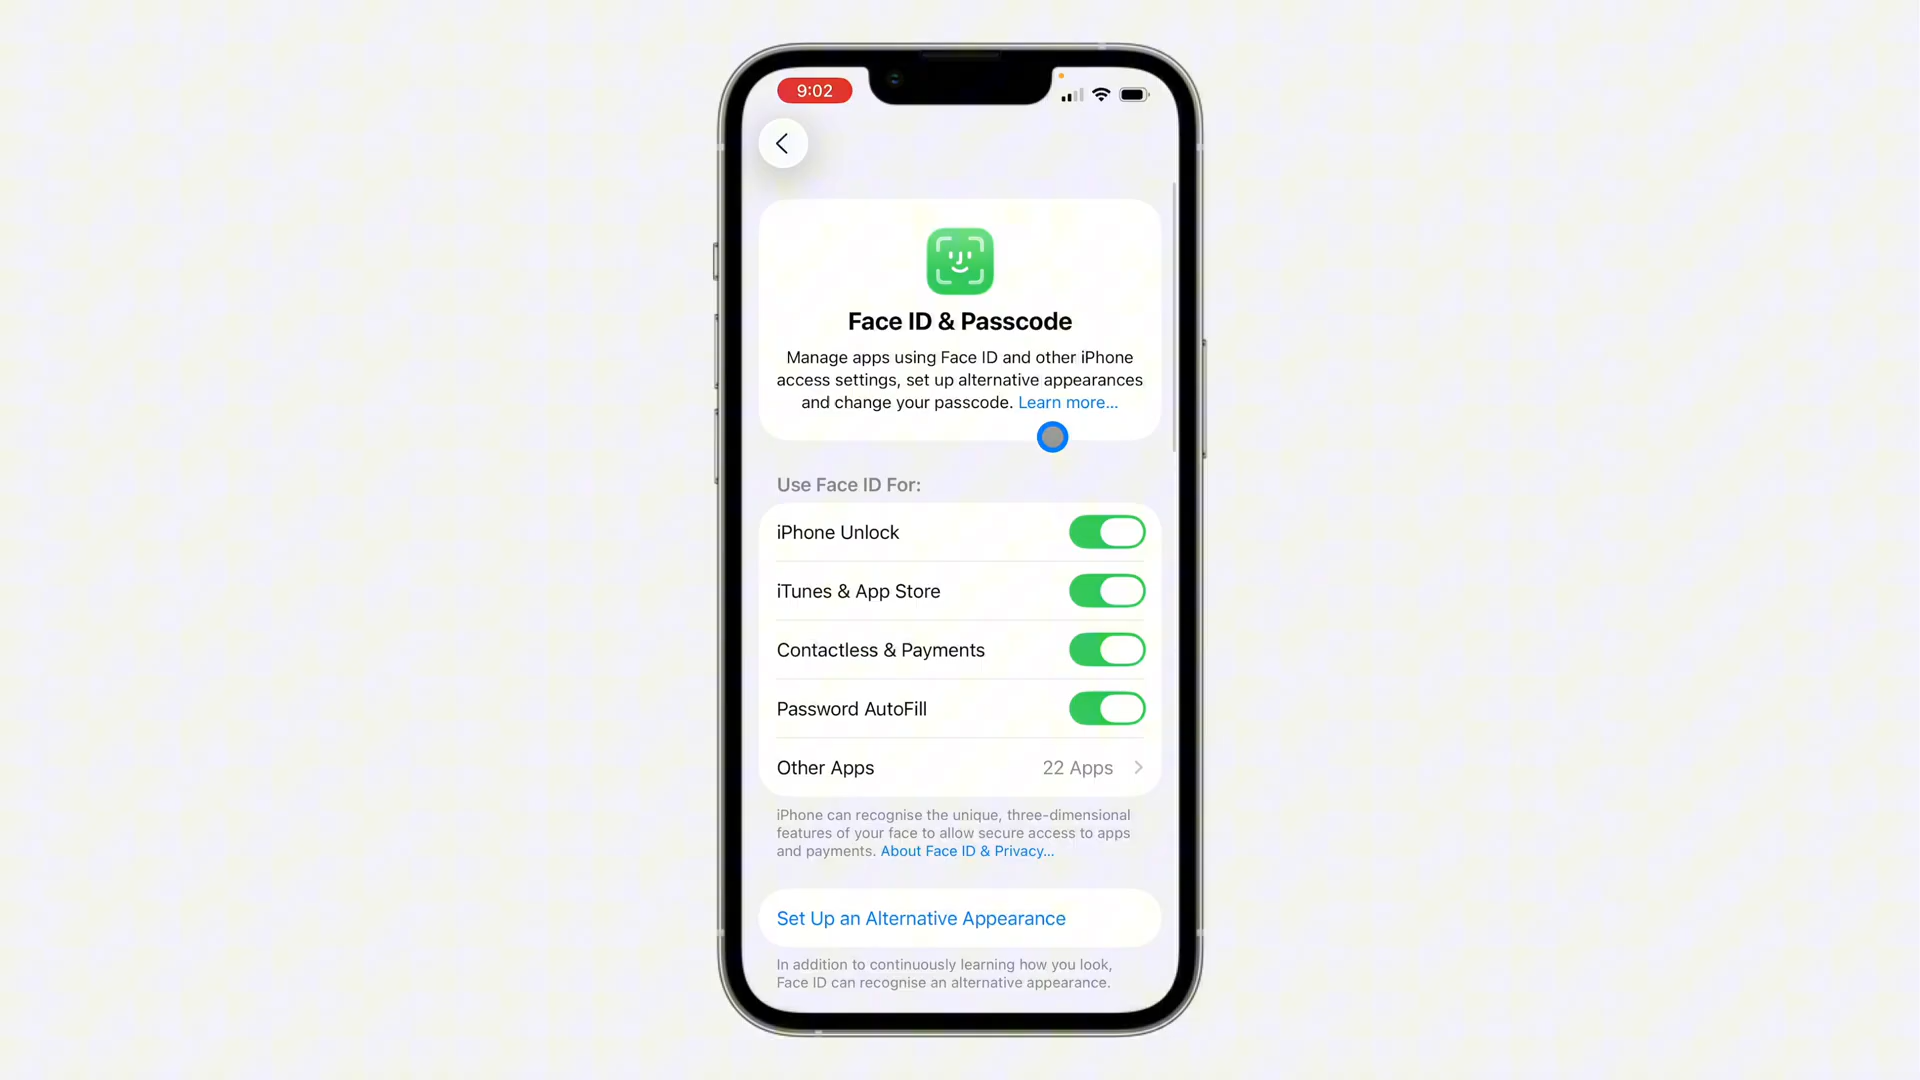 9:02
Face ID & Passcode
Manage apps using Face ID and other iPhone
access settings, set up alternative appearances
and change your passcode. Learn more...
Use Face ID For:
iPhone Unlock
iTunes & App Store
Contactless & Payments
Password AutoFill
Other Apps 22 Apps
iPhone can recognise the unique, three-dimensional
features of your face to allow secure access to apps
and payments. About Face ID & Privacy...
Set Up an Alternative Appearance
In addition to continuously learning how you look,
Face ID can recognise an alternative appearance.